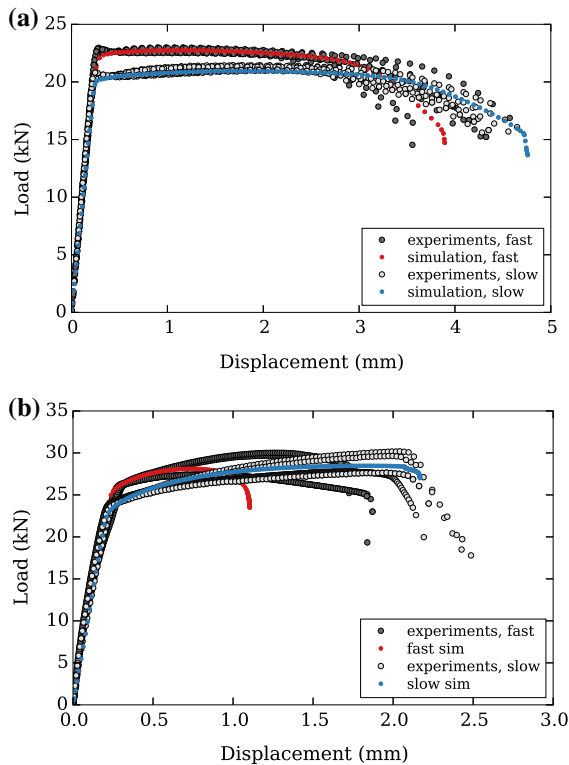 (a)
25
20
15
10
5
0
Load (kN)
experiments, fast
simulation, fast
experiments, slow
simulation, slow
0 1 2 3 4 5
Displacement (mm)
(b)
35
30
25
20
15
10
5
0
Load (kN)
experiments, fast
fast sim
experiments, slow
slow sim
0.0 0.5 1.0 1.5 2.0 2.5 3.0
Displacement (mm)